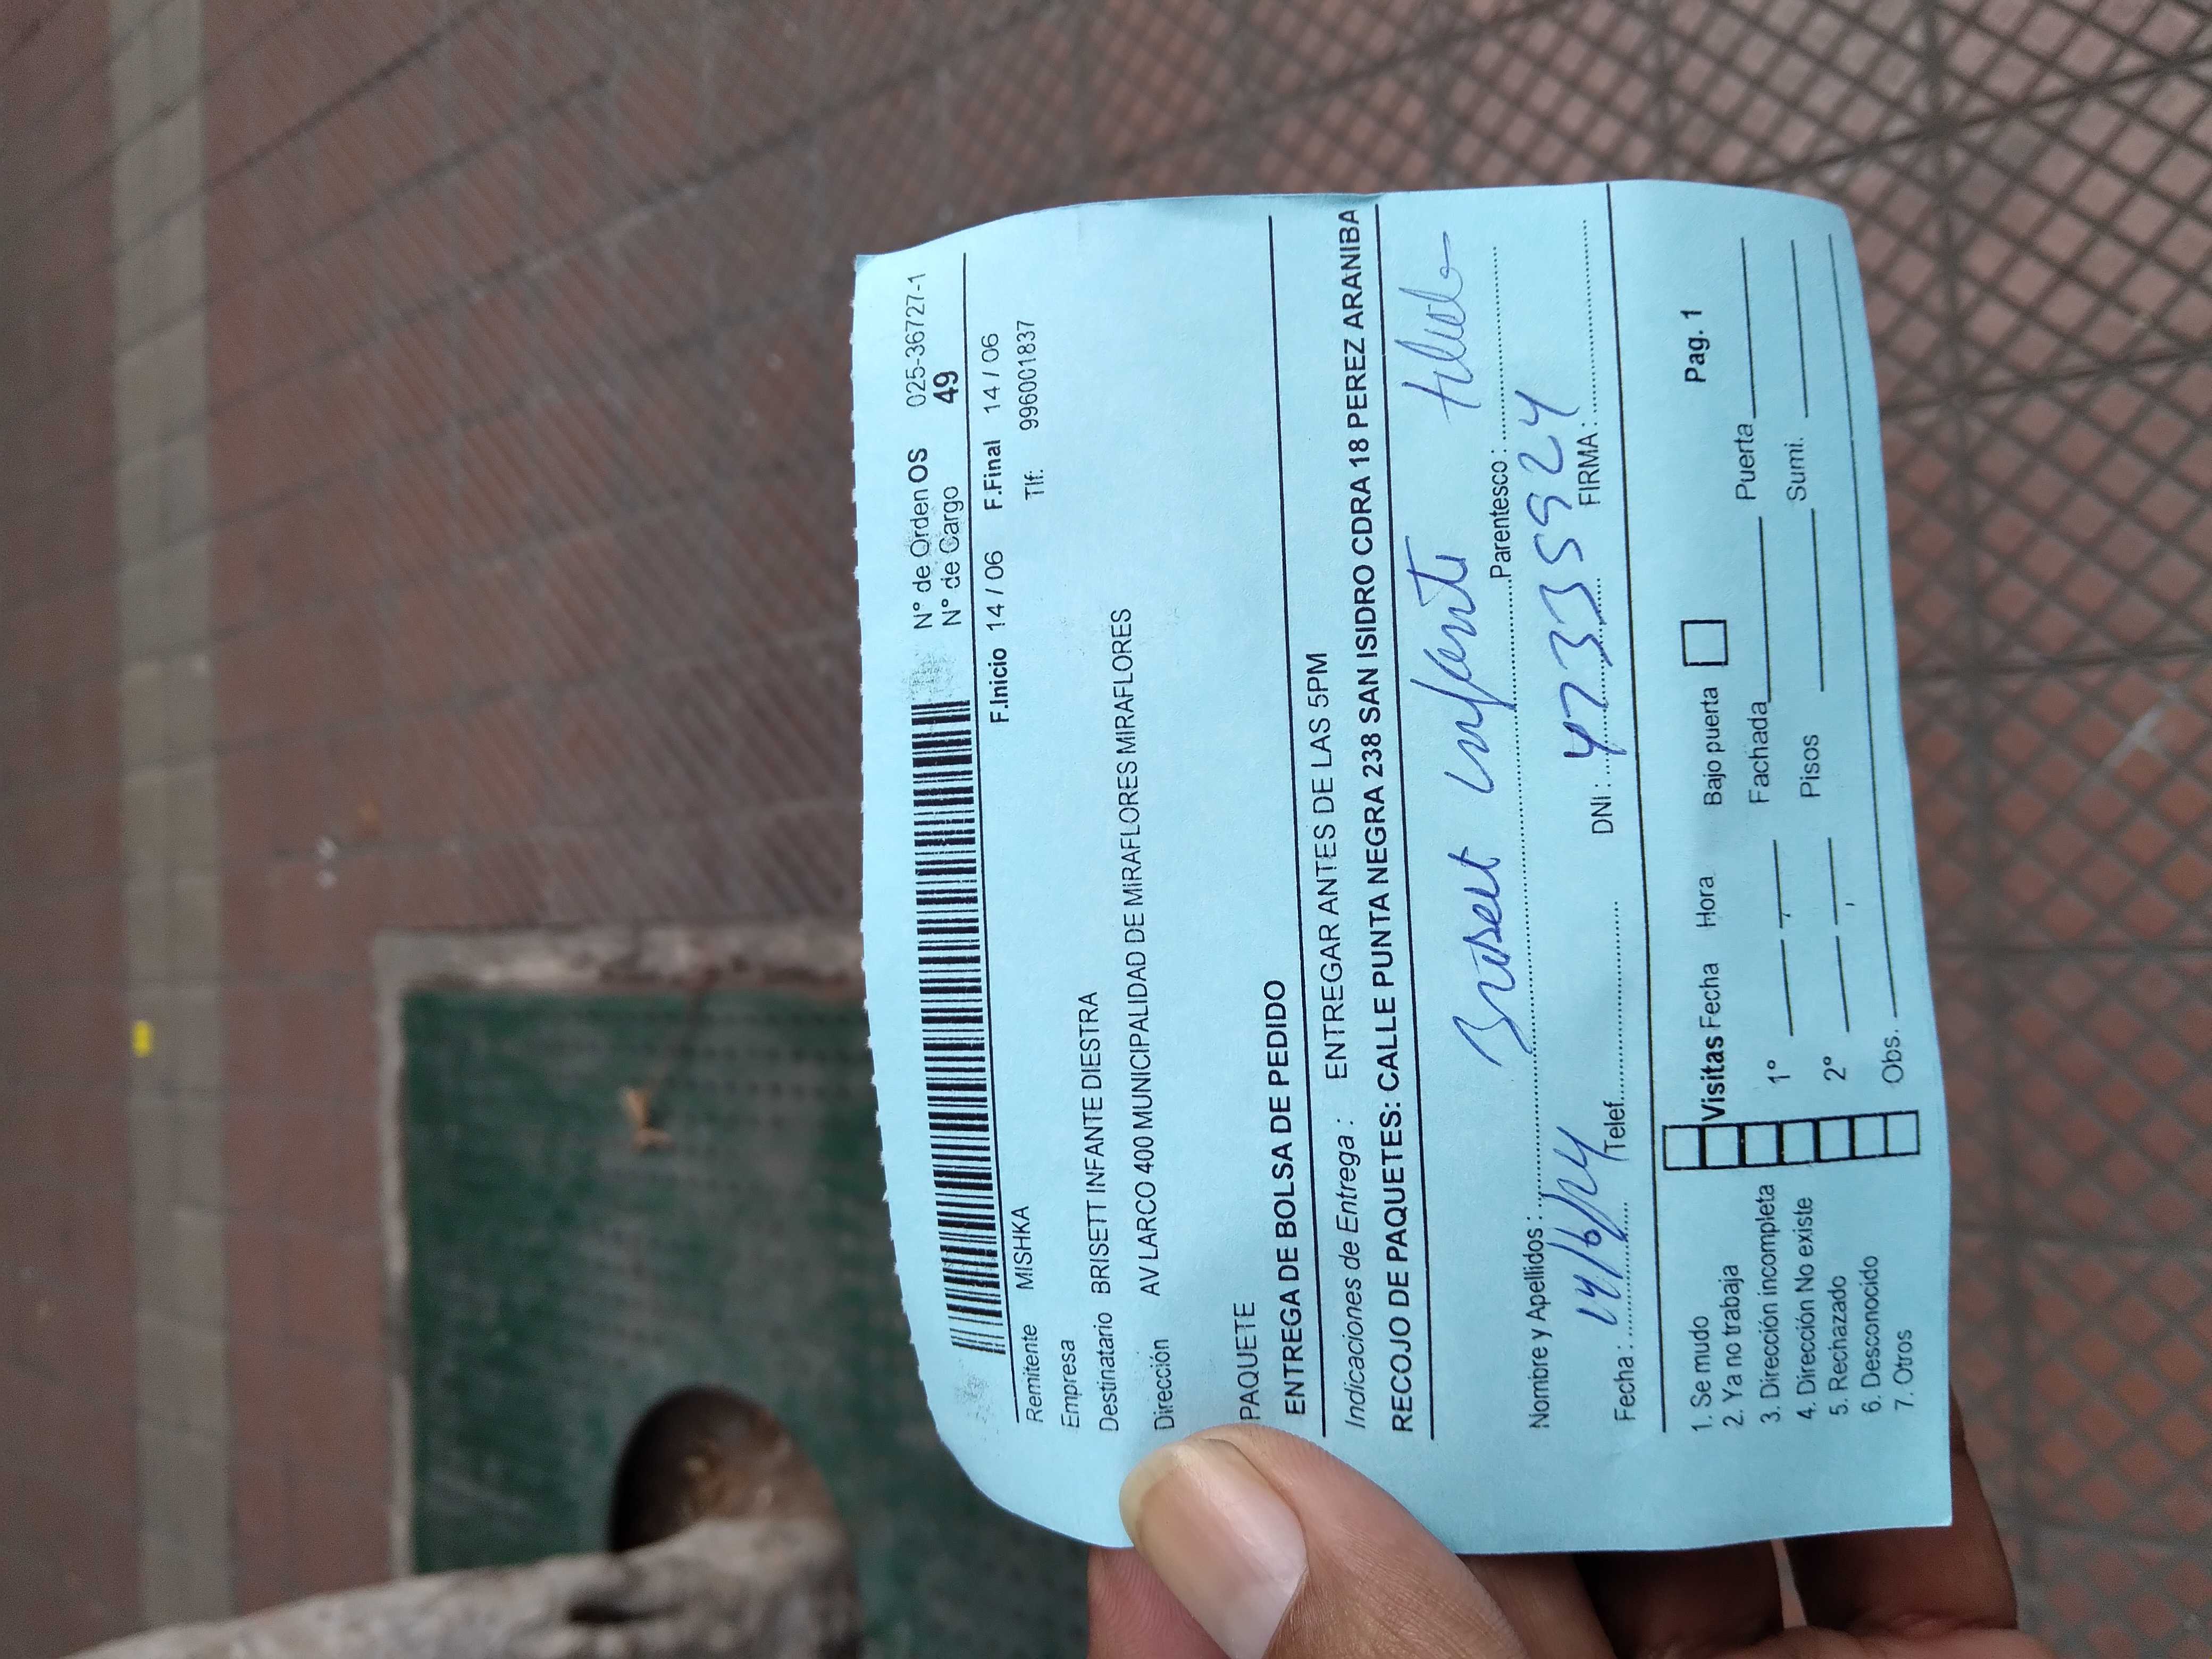 N° de Orden OS 025-36727-1
N° de Cargo 49
F.Inicio 14 / 06 F.Final 14 / 06
Remitente MISHKA Tlf: 996001837
Empresa
Destinatario BRISETT INFANTE DIESTRA
Dirección AV LARCO 400 MUNICIPALIDAD DE MIRAFLORES MIRAFLORES
PAQUETE
ENTREGA DE BOLSA DE PEDIDO
Indicaciones de Entrega : ENTREGAR ANTES DE LAS 5PM
RECOJO DE PAQUETES: CALLE PUNTA NEGRA 238 SAN ISIDRO CDRA 18 PEREZ ARANIBA
Brisett Infante
Nombre y Apellidos : Parentesco :
Fecha : 14/6/24 Telef. DNI : 47335924 FIRMA :
1. Se mudo
2. Ya no trabaja
3. Dirección incompleta
4. Dirección No existe
5. Rechazado
6. Desconocido
7. Otros
Visitas Fecha Hora Bajo puerta Pag. 1
1° Fachada Puerta
2° Pisos Sumi.
Obs.